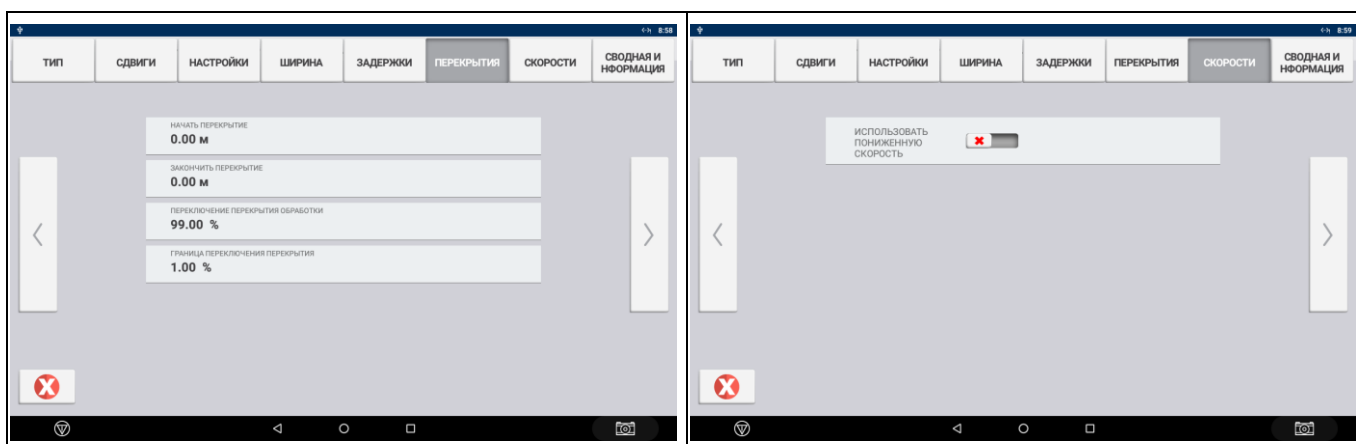 8:58
ТИП
СДВИГИ
НАСТРОЙКИ
ШИРИНА
ЗАДЕРЖКИ
ПЕРЕКРЫТИЯ
СКОРОСТИ
СВОДНАЯ И
НФОРМАЦИЯ
НАЧАТЬ ПЕРЕКРЫТИЕ
0.00 м
ЗАКОНЧИТЬ ПЕРЕКРЫТИЕ
0.00 м
ПЕРЕКЛЮЧЕНИЕ ПЕРЕКРЫТИЯ ОБРАБОТКИ
99.00 %
ГРАНИЦА ПЕРЕКЛЮЧЕНИЯ ПЕРЕКРЫТИЯ
1.00 %
8:59
ТИП
СДВИГИ
НАСТРОЙКИ
ШИРИНА
ЗАДЕРЖКИ
ПЕРЕКРЫТИЯ
СКОРОСТИ
СВОДНАЯ И
НФОРМАЦИЯ
ИСПОЛЬЗОВАТЬ
ПОНИЖЕННУЮ
СКОРОСТЬ